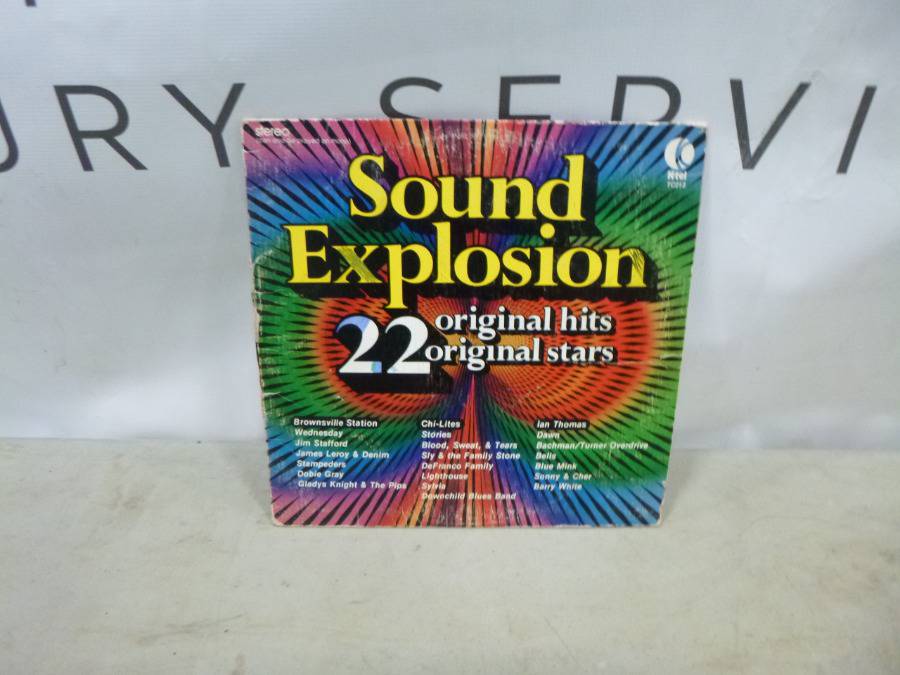 URY SERVI
stereo
K-tel
TC213
Sound
Explosion
22 original hits
original stars
Brownsville Station
Wednesday
Jim Stafford
James Leroy & Denim
Stampeders
Dobie Gray
Gladys Knight & The Pips
Chi-Lites
Stories
Blood, Sweat, & Tears
Sly & the Family Stone
DeFranco Family
Lighthouse
Sylvia
Downchild Blues Band
Ian Thomas
Dawn
Bachman/Turner Overdrive
Bells
Blue Mink
Sonny & Cher
Barry White